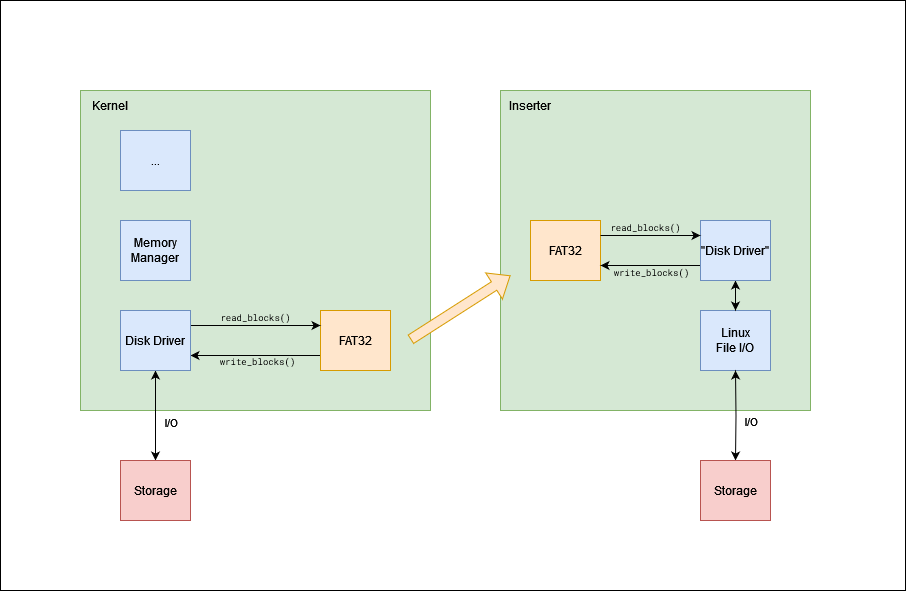 Kernel
...
Memory
Manager
Disk Driver
read_blocks()
write_blocks()
FAT32
I/O
Storage
Inserter
FAT32
read_blocks()
write_blocks()
"Disk Driver"
Linux
File I/O
I/O
Storage